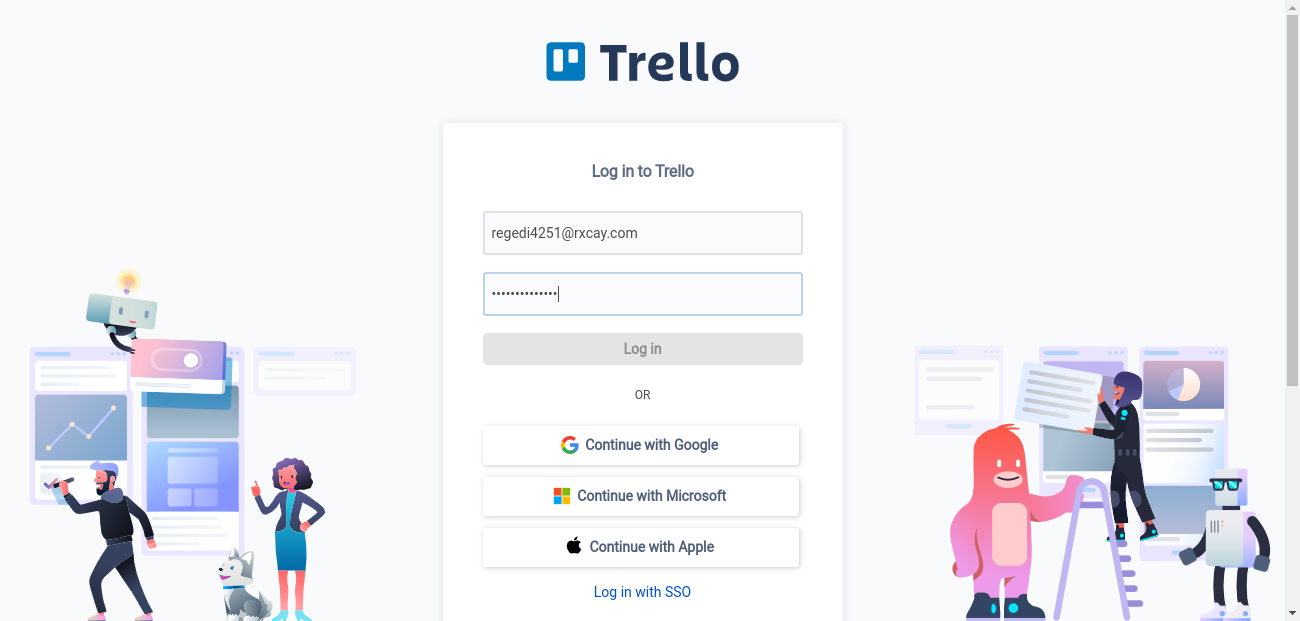 Trello
Log in to Trello
regedi4251@rxcay.com
••••••••••••••
Log in
OR
Continue with Google
Continue with Microsoft
Continue with Apple
Log in with SSO